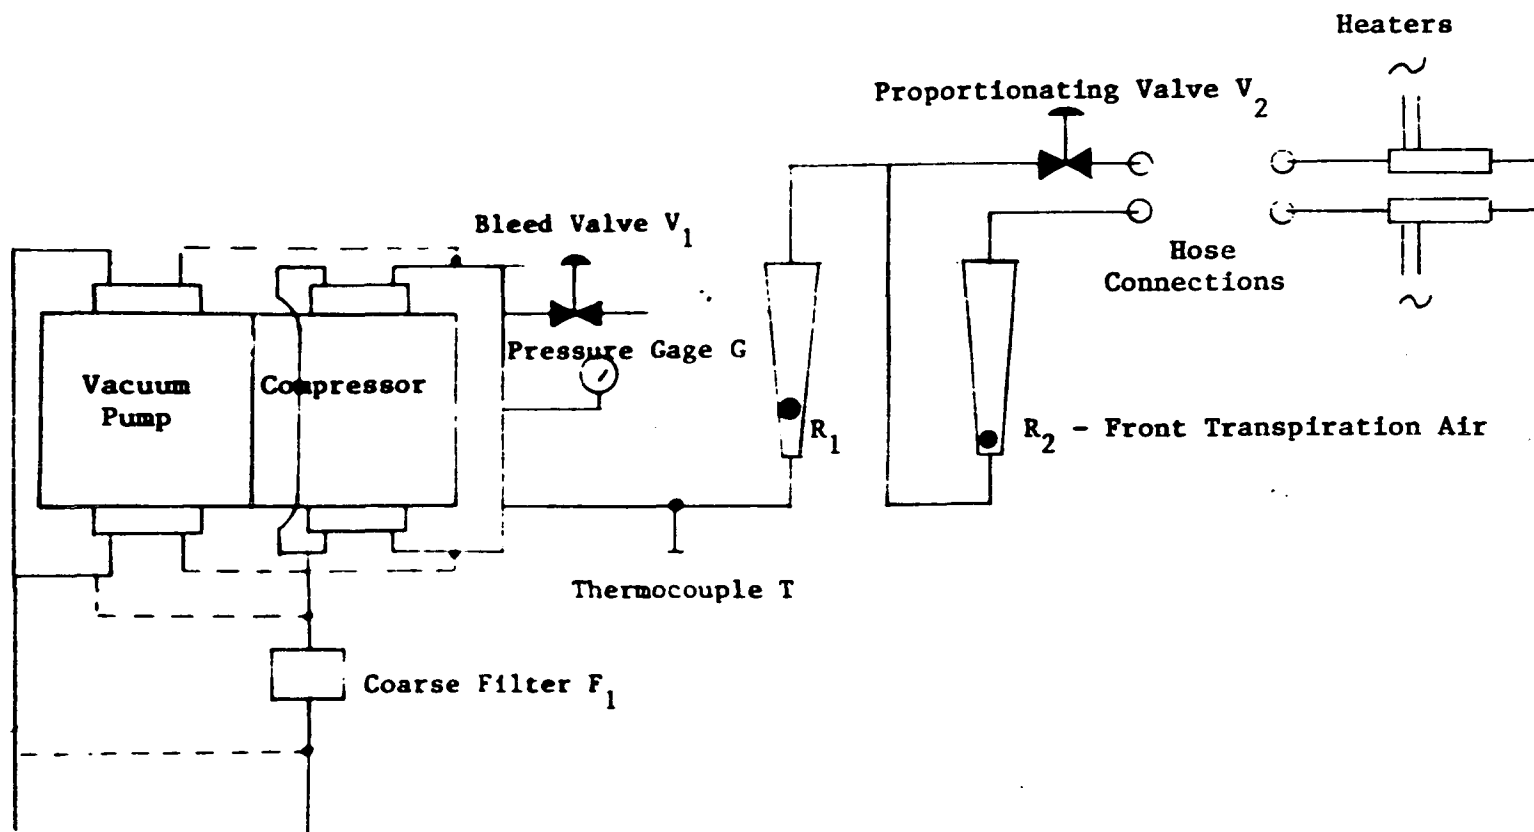 Heaters
Proportionating Valve V2
Bleed Valve V1
Hose
Connections
Pressure Gage G
Vacuum
Pump
Compressor
R1
R2 - Front Transpiration Air
Thermocouple T
Coarse Filter F1